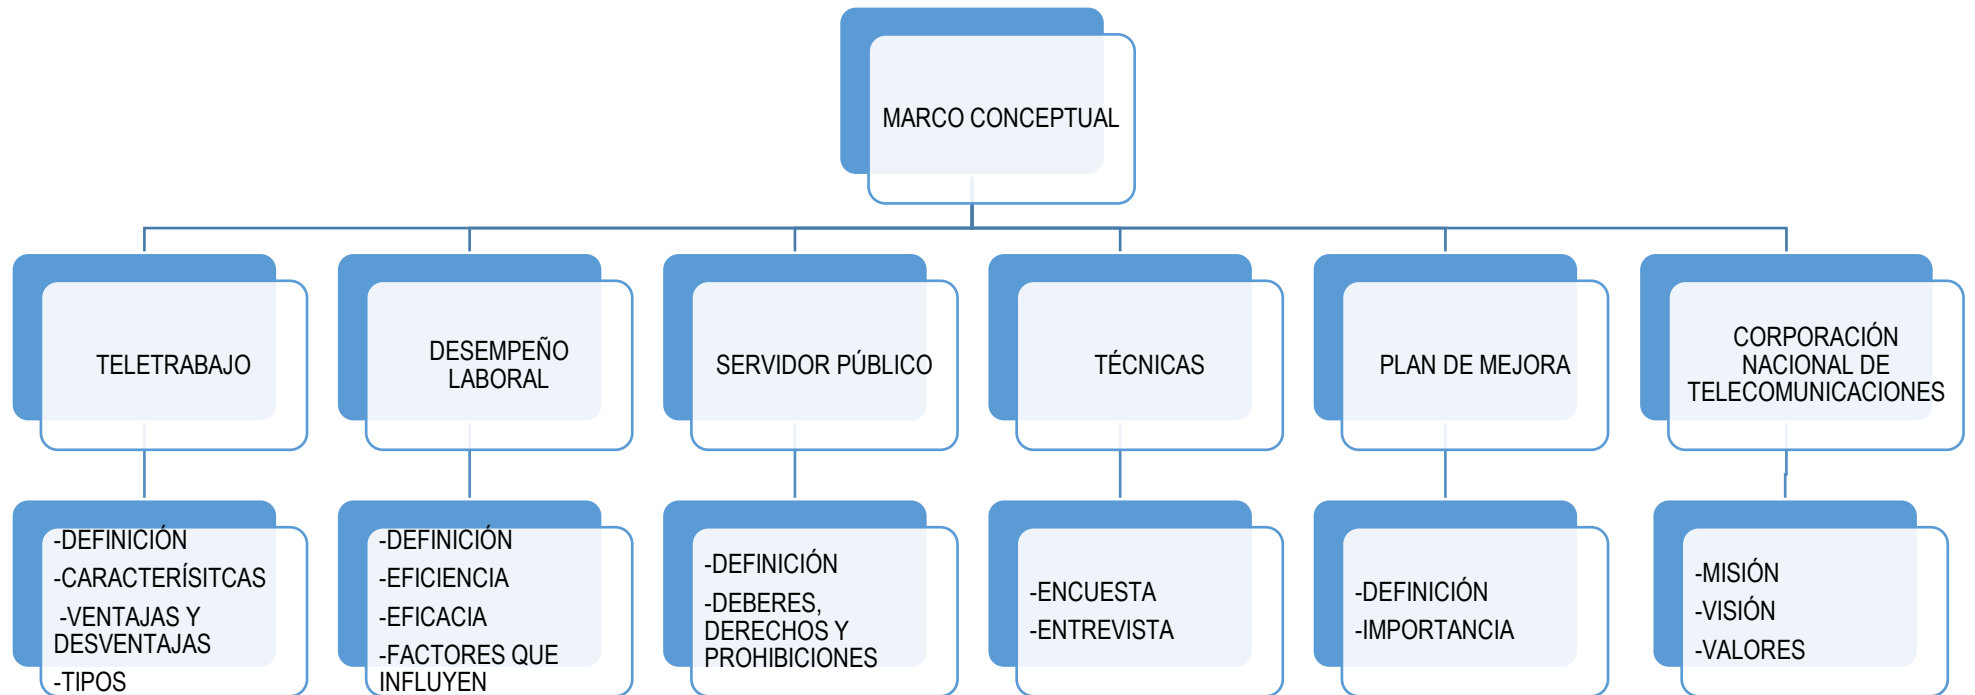 MARCO CONCEPTUAL
TELETRABAJO
DESEMPEÑO
LABORAL
SERVIDOR PÚBLICO
TÉCNICAS
PLAN DE MEJORA
CORPORACIÓN
NACIONAL DE
TELECOMUNICACIONES
-DEFINICIÓN
-CARACTERÍSITCAS
-VENTAJAS Y
DESVENTAJAS
-TIPOS
-DEFINICIÓN
-EFICIENCIA
-EFICACIA
-FACTORES QUE
INFLUYEN
-DEFINICIÓN
-DEBERES,
DERECHOS Y
PROHIBICIONES
-ENCUESTA
-ENTREVISTA
-DEFINICIÓN
-IMPORTANCIA
-MISIÓN
-VISIÓN
-VALORES